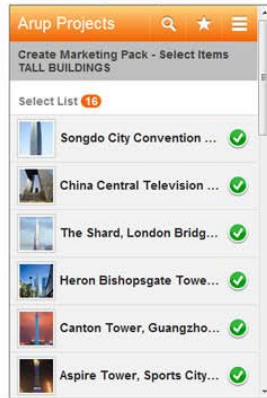 Arup Projects
Create Marketing Pack - Select Items
TALL BUILDINGS
Select List 16
Songdo City Convention ...
China Central Television ...
The Shard, London Bridg...
Heron Bishopsgate Towe...
Canton Tower, Guangzho...
Aspire Tower, Sports City...